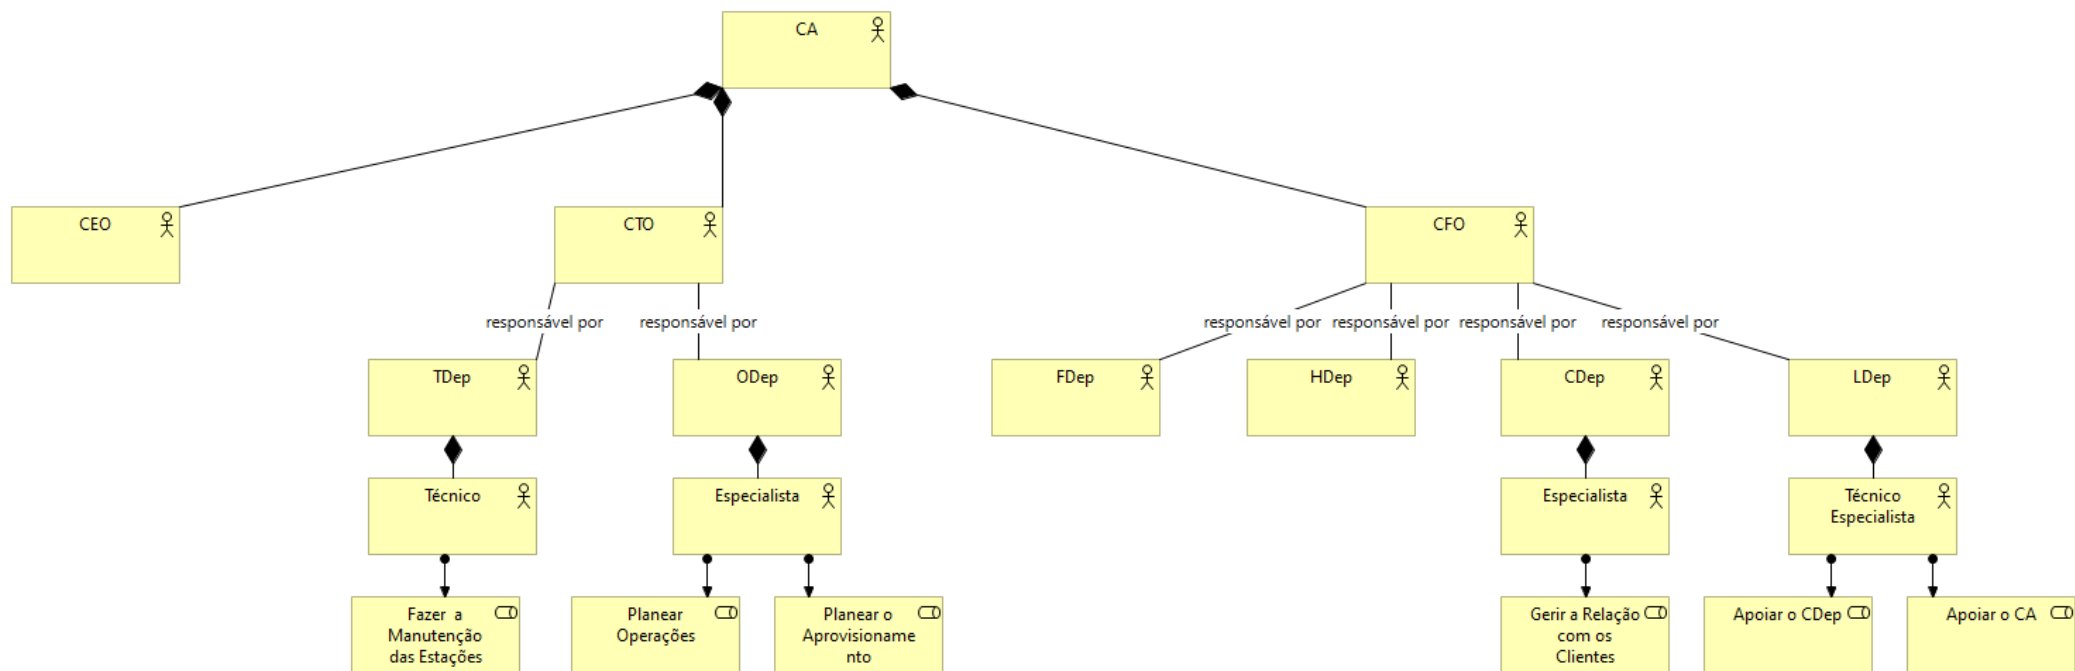 CA
CEO
CTO
CFO
responsável por
responsável por
responsável por
responsável por
responsável por
responsável por
TDep
ODep
FDep
HDep
CDep
LDep
Técnico
Especialista
Especialista
Técnico
Especialista
Fazer a
Manutenção
das Estações
Planear
Operações
Planear o
Aprovisioname
nto
Gerir a Relação
com os
Clientes
Apoiar o CDep
Apoiar o CA